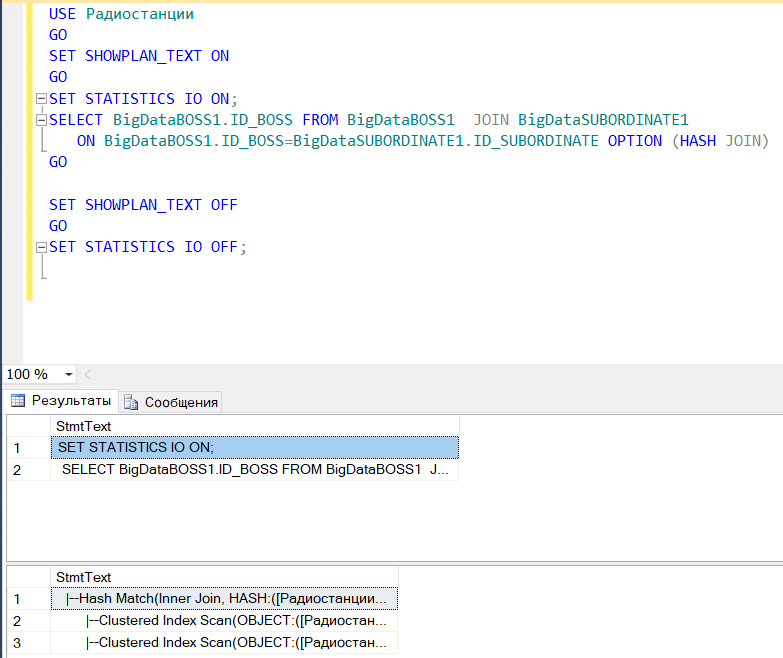 USE Радиостанции
GO
SET SHOWPLAN_TEXT ON
GO
SET STATISTICS IO ON;
SELECT BigDataBOSS1.ID_BOSS FROM BigDataBOSS1  JOIN BigDataSUBORDINATE1
ON BigDataBOSS1.ID_BOSS=BigDataSUBORDINATE1.ID_SUBORDINATE OPTION (HASH JOIN)
GO
SET SHOWPLAN_TEXT OFF
GO
SET STATISTICS IO OFF;
100 %
Результаты Сообщения
StmtText
1 SET STATISTICS IO ON;
2 SELECT BigDataBOSS1.ID_BOSS FROM BigDataBOSS1  J...
StmtText
1 |--Hash Match(Inner Join, HASH:([Радиостанции...
2 |--Clustered Index Scan(OBJECT:([Радиостан...
3 |--Clustered Index Scan(OBJECT:([Радиостан...